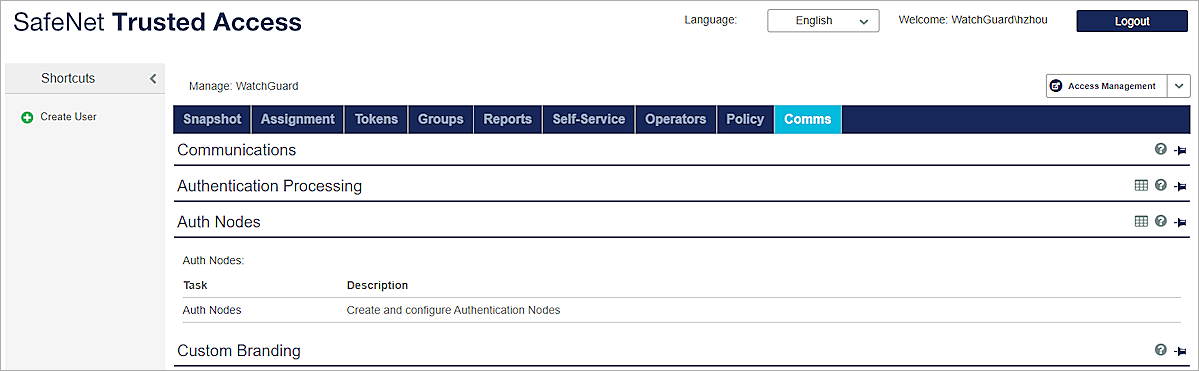 SafeNet Trusted Access
Language: English Welcome: WatchGuard\hzhou Logout
Shortcuts
Create User
Manage: WatchGuard
Access Management
Snapshot Assignment Tokens Groups Reports Self-Service Operators Policy Comms
Communications
Authentication Processing
Auth Nodes
Auth Nodes:
Task Description
Auth Nodes Create and configure Authentication Nodes
Custom Branding